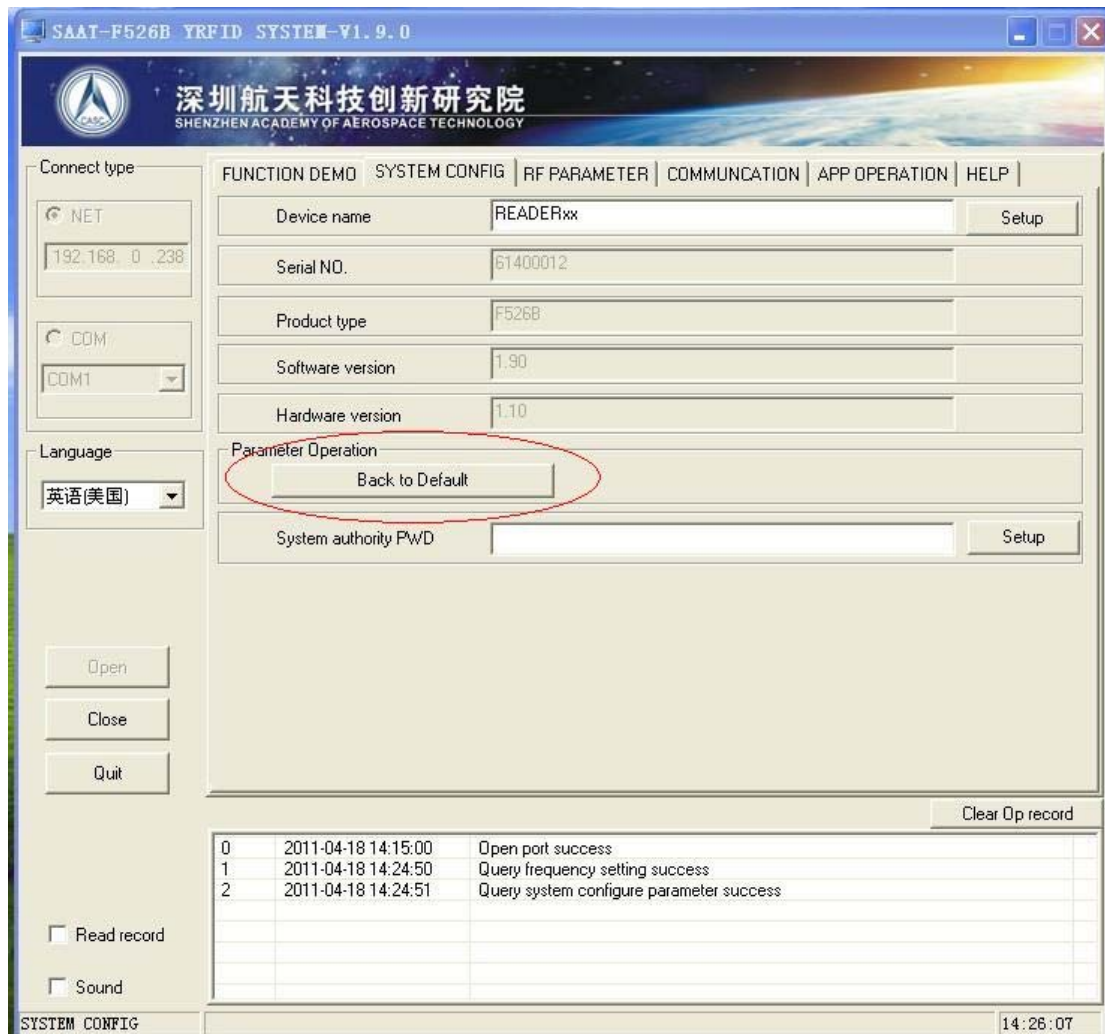 SAAT-F526B YRFID SYSTEM-V1.9.0
CASC
深圳航天科技创新研究院
SHENZHEN ACADEMY OF AEROSPACE TECHNOLOGY
Connect type
NET
192.168. 0 .238
COM
COM1
Language
英语(美国)
Open
Close
Quit
Read record
Sound
FUNCTION DEMO SYSTEM CONFIG RF PARAMETER COMMUNCATION APP OPERATION HELP
Device name READERxx Setup
Serial NO. 61400012
Product type F526B
Software version 1.90
Hardware version 1.10
Parameter Operation
Back to Default
System authority PWD Setup
Clear Op record
0 2011-04-18 14:15:00 Open port success
1 2011-04-18 14:24:50 Query frequency setting success
2 2011-04-18 14:24:51 Query system configure parameter success
SYSTEM CONFIG 14:26:07